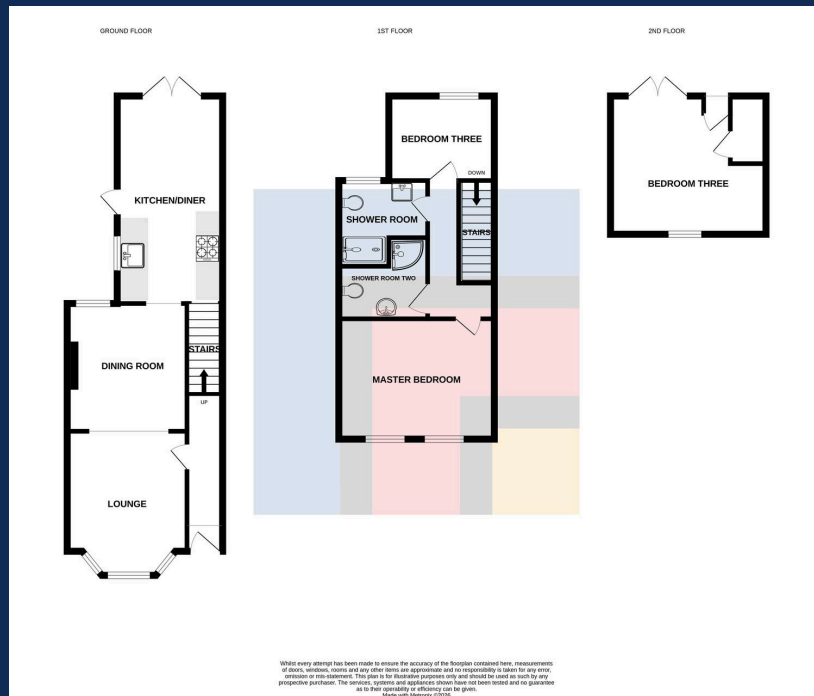 GROUND FLOOR
1ST FLOOR
2ND FLOOR
KITCHEN/DINER
DINING ROOM
STAIRS
UP
LOUNGE
BEDROOM THREE
DOWN
SHOWER ROOM
STAIRS
SHOWER ROOM TWO
MASTER BEDROOM
BEDROOM THREE
Whilst every attempt has been made to ensure the accuracy of the floorplan contained here, measurements
of doors, windows, rooms and any other items are approximate and no responsibility is taken for any error,
omission or mis-statement. This plan is for illustrative purposes only and should be used as such by any
prospective purchaser. The services, systems and appliances shown have not been tested and no guarantee
as to their operability or efficiency can be given.
Made with Metropix ©2026